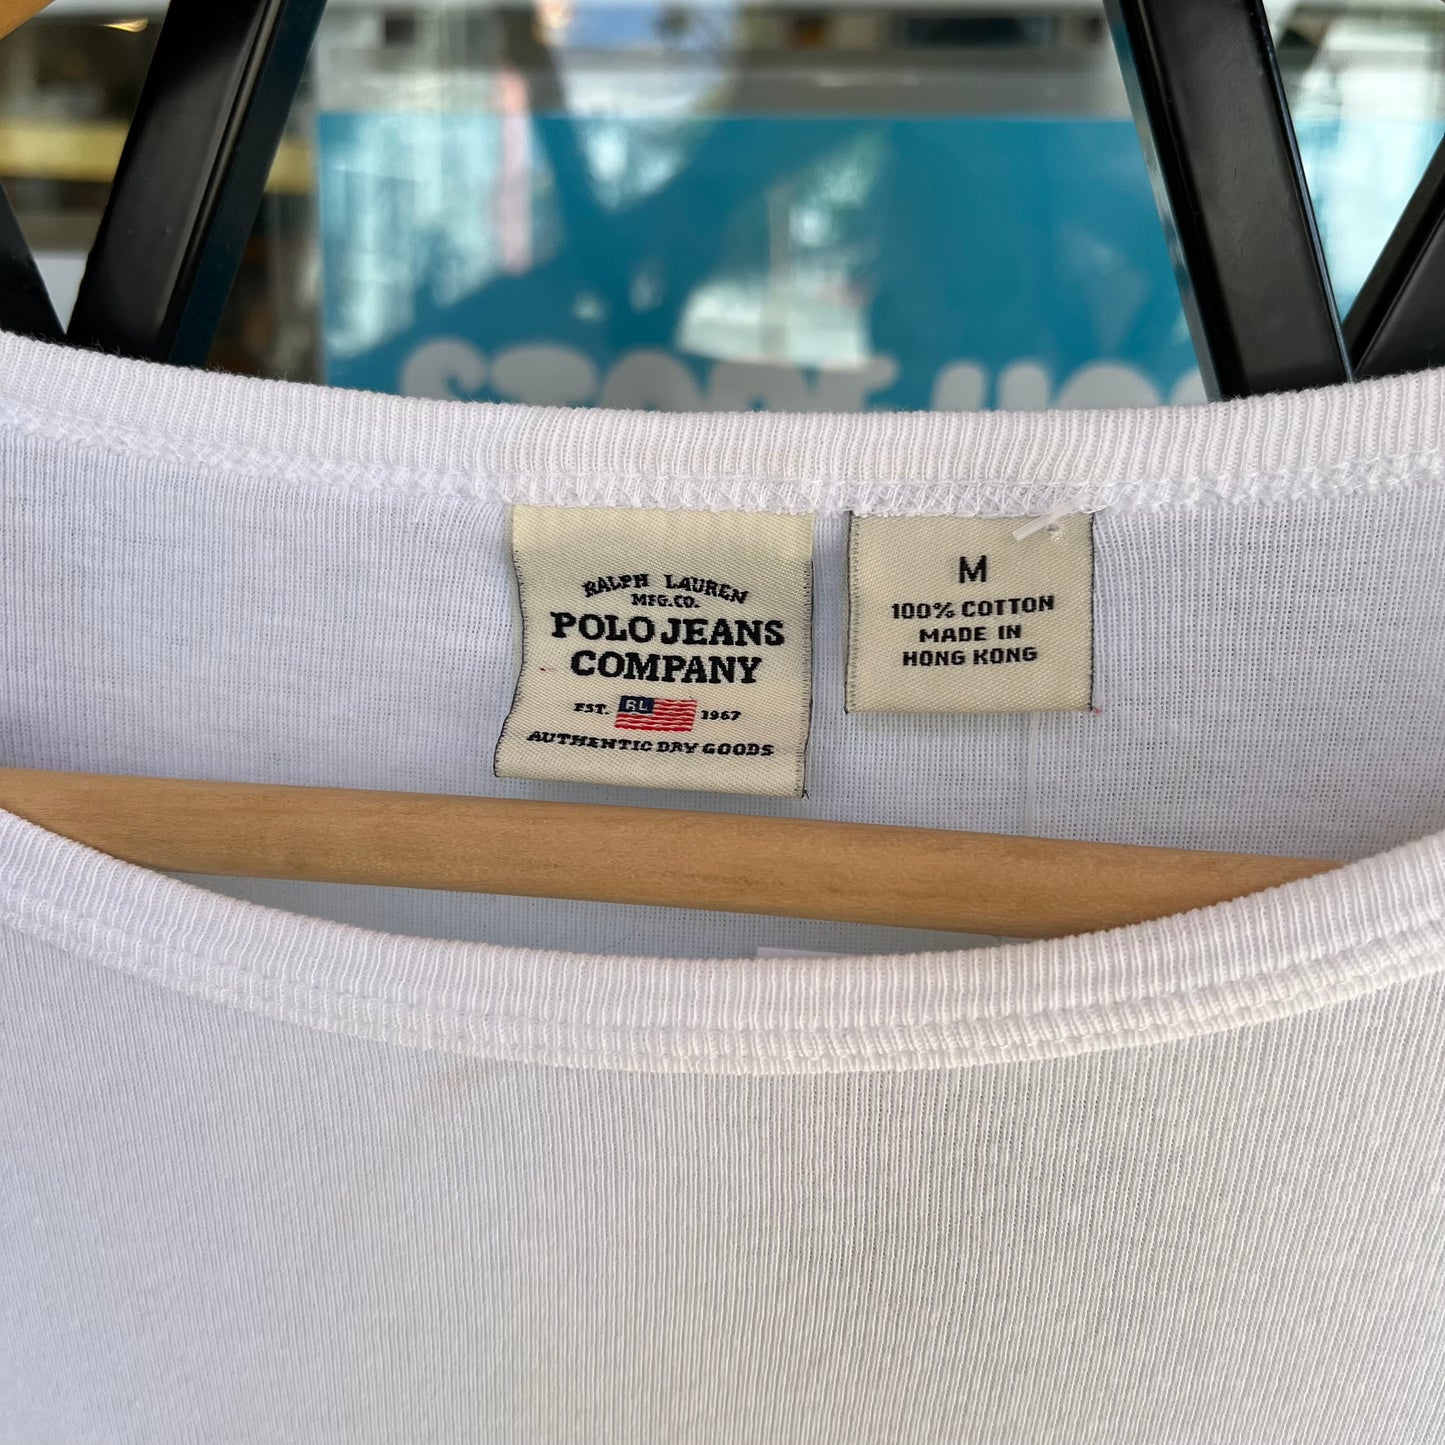 RALPH LAUREN
MFG.CO.
POLO JEANS
COMPANY
EST. RL 1967
AUTHENTIC DRY GOODS
M
100% COTTON
MADE IN
HONG KONG